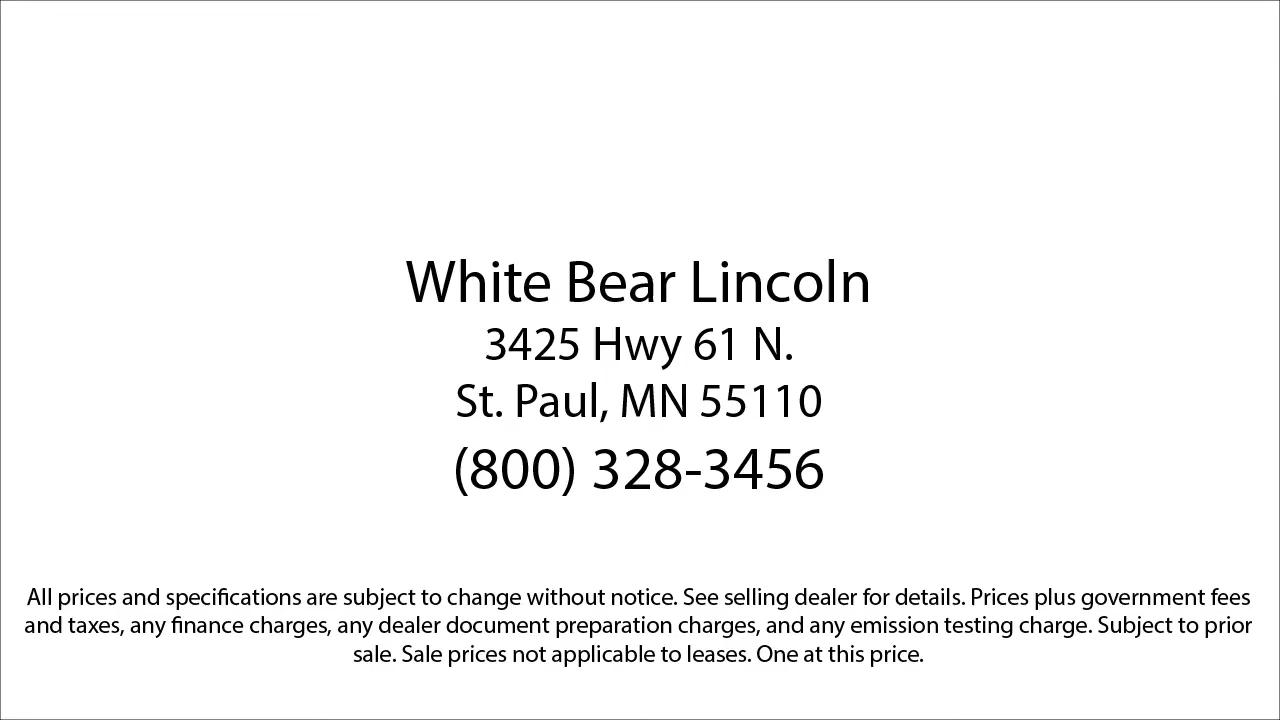 White Bear Lincoln
3425 Hwy 61 N.
St. Paul, MN 55110
(800) 328-3456
All prices and specifications are subject to change without notice. See selling dealer for details. Prices plus government fees
and taxes, any finance charges, any dealer document preparation charges, and any emission testing charge. Subject to prior
sale. Sale prices not applicable to leases. One at this price.